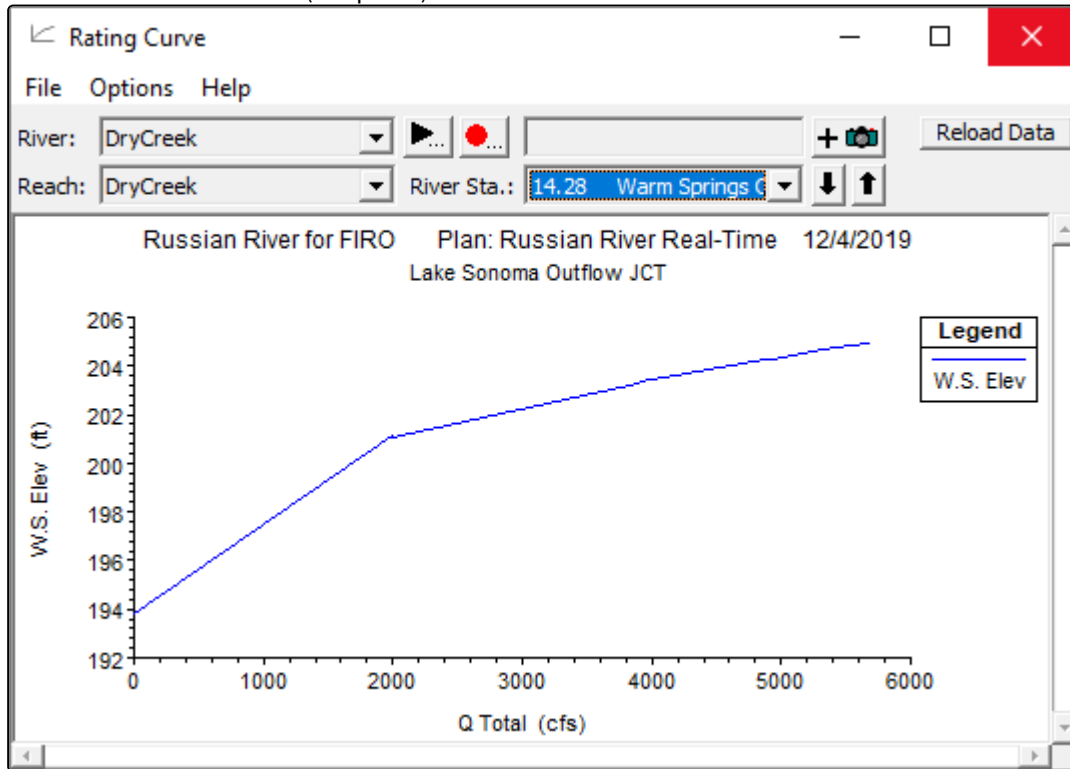 Rating Curve
File Options Help
River: DryCreek Reload Data
Reach: DryCreek River Sta.: 14.28 Warm Springs
Russian River for FIRO Plan: Russian River Real-Time 12/4/2019
Lake Sonoma Outflow JCT
206
204
202
200
198
196
194
192
W.S. Elev (ft)
0 1000 2000 3000 4000 5000 6000
Q Total (cfs)
Legend
W.S. Elev